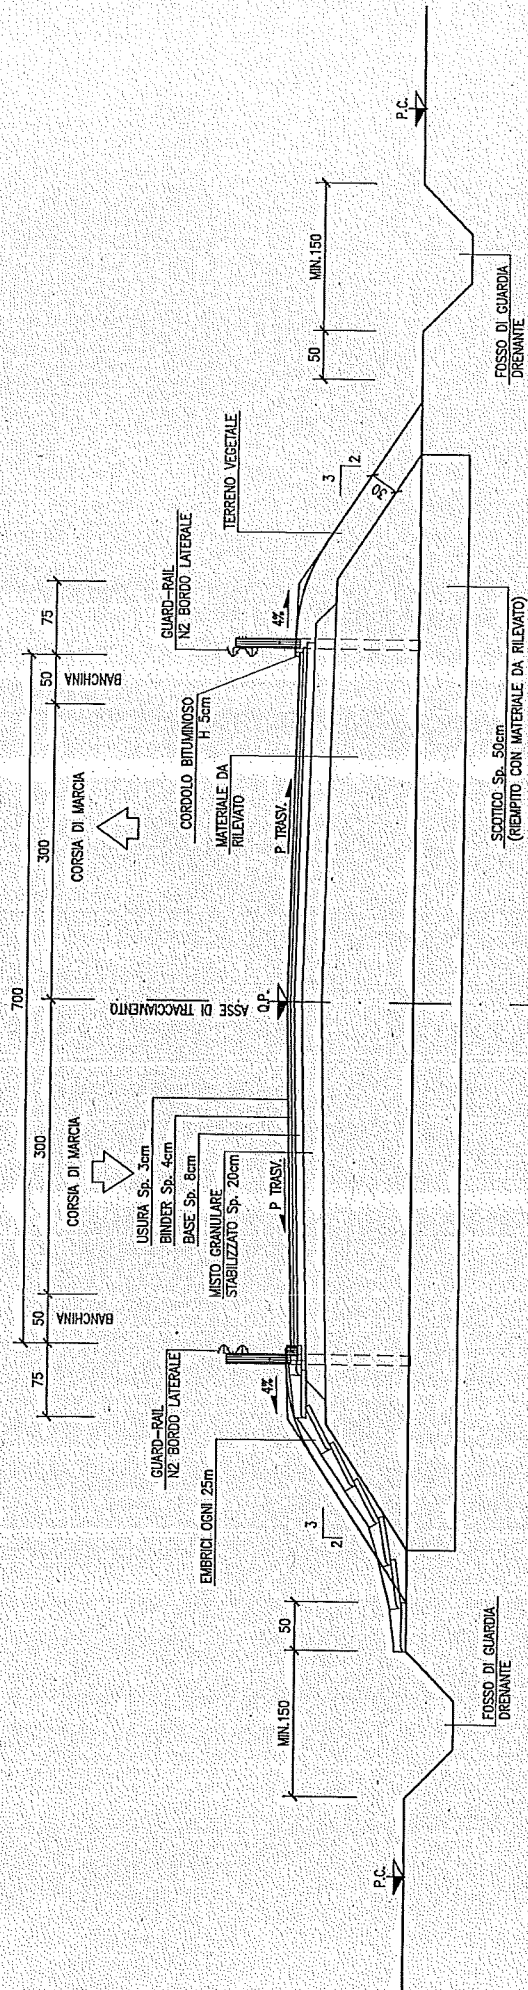 700
75
50
300
300
50
75
BANCHINA
CORSIA DI MARCIA
CORSIA DI MARCIA
BANCHINA
ASSE DI TRACCIAMENTO
Q.P.
GUARD-RAIL
N2 BORDO LATERALE
USURA Sp. 3cm
BINDER Sp. 4cm
BASE Sp. 8cm
MISTO GRANULARE
STABILIZZATO Sp. 20cm
P TRASV.
P TRASV.
CORDOLO BITUMINOSO
H 5cm
MATERIALE DA
RILEVATO
GUARD-RAIL
N2 BORDO LATERALE
TERRENO VEGETALE
4%
4%
EMBRICI OGNI 25m
3
2
3
2
30
MIN.150
50
50
MIN.150
P.C.
P.C.
FOSSO DI GUARDIA
DRENANTE
SCOTICO Sp. 50cm
(RIEMPITO CON MATERIALE DA RILEVATO)
FOSSO DI GUARDIA
DRENANTE